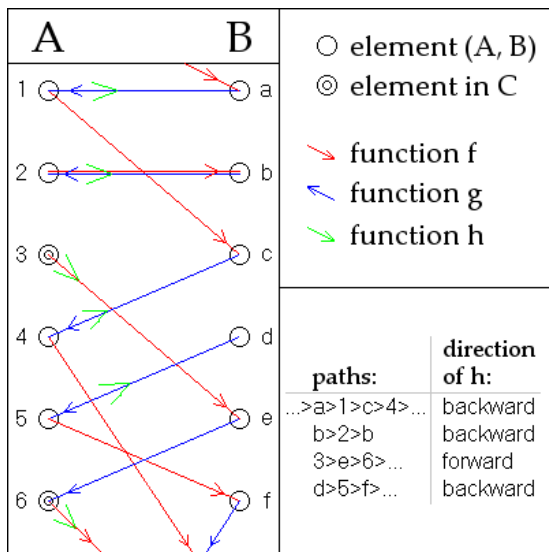 A B
1 a
2 b
3 c
4 d
5 e
6 f
element (A, B)
element in C
function f
function g
function h
paths: direction of h:
...>a>1>c>4>... backward
b>2>b backward
3>e>6>... forward
d>5>f>... backward